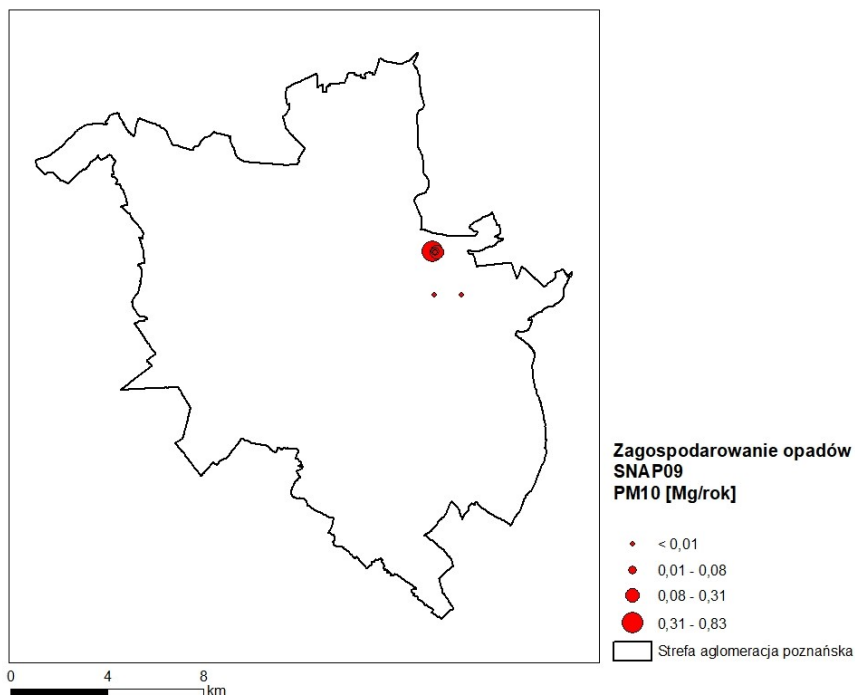 Zagospodarowanie opadów
SNAP09
PM10 [Mg/rok]
< 0,01
0,01 - 0,08
0,08 - 0,31
0,31 - 0,83
Strefa aglomeracja poznańska
0 4 8
km